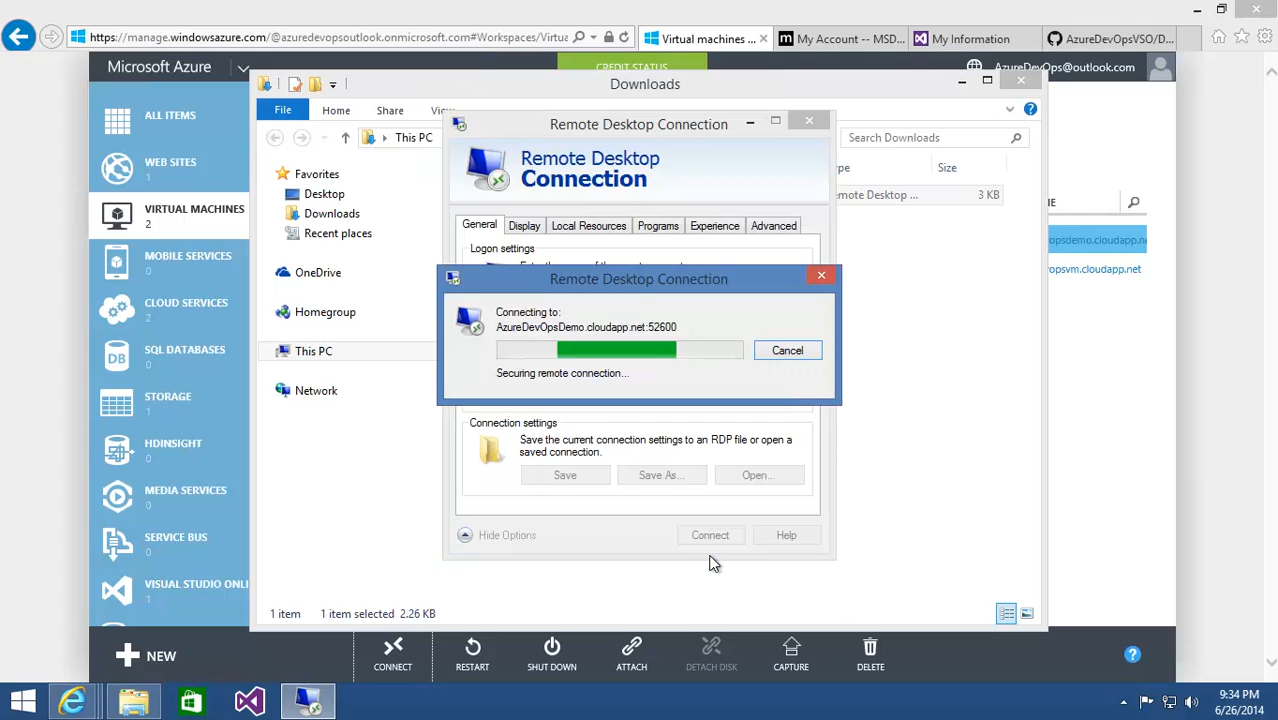 https://manage.windowsazure.com/@azuredevopsoutlook.onmicrosoft.com#Workspaces/Virtua
Virtual machines ...
My Account -- MSD...
My Information
AzureDevOpsVSO/D...
Microsoft Azure
CREDIT STATUS
AzureDevOps@outlook.com
ALL ITEMS
WEB SITES
1
VIRTUAL MACHINES
2
MOBILE SERVICES
0
CLOUD SERVICES
2
SQL DATABASES
0
STORAGE
1
HDINSIGHT
0
MEDIA SERVICES
0
SERVICE BUS
0
VISUAL STUDIO ONLI
1
Downloads
File
Home
Share
This PC
Search Downloads
Favorites
Desktop
Downloads
Recent places
OneDrive
Homegroup
This PC
Network
Size
emote Desktop ...
3 KB
opsdemo.cloudapp.net
opsvm.cloudapp.net
1 item
1 item selected 2.26 KB
Remote Desktop Connection
Remote Desktop
Connection
General
Display
Local Resources
Programs
Experience
Advanced
Logon settings
Remote Desktop Connection
Connecting to:
AzureDevOpsDemo.cloudapp.net:52600
Cancel
Securing remote connection...
Connection settings
Save the current connection settings to an RDP file or open a
saved connection.
Save
Save As...
Open...
Hide Options
Connect
Help
NEW
CONNECT
RESTART
SHUT DOWN
ATTACH
DETACH DISK
CAPTURE
DELETE
9:34 PM
6/26/2014